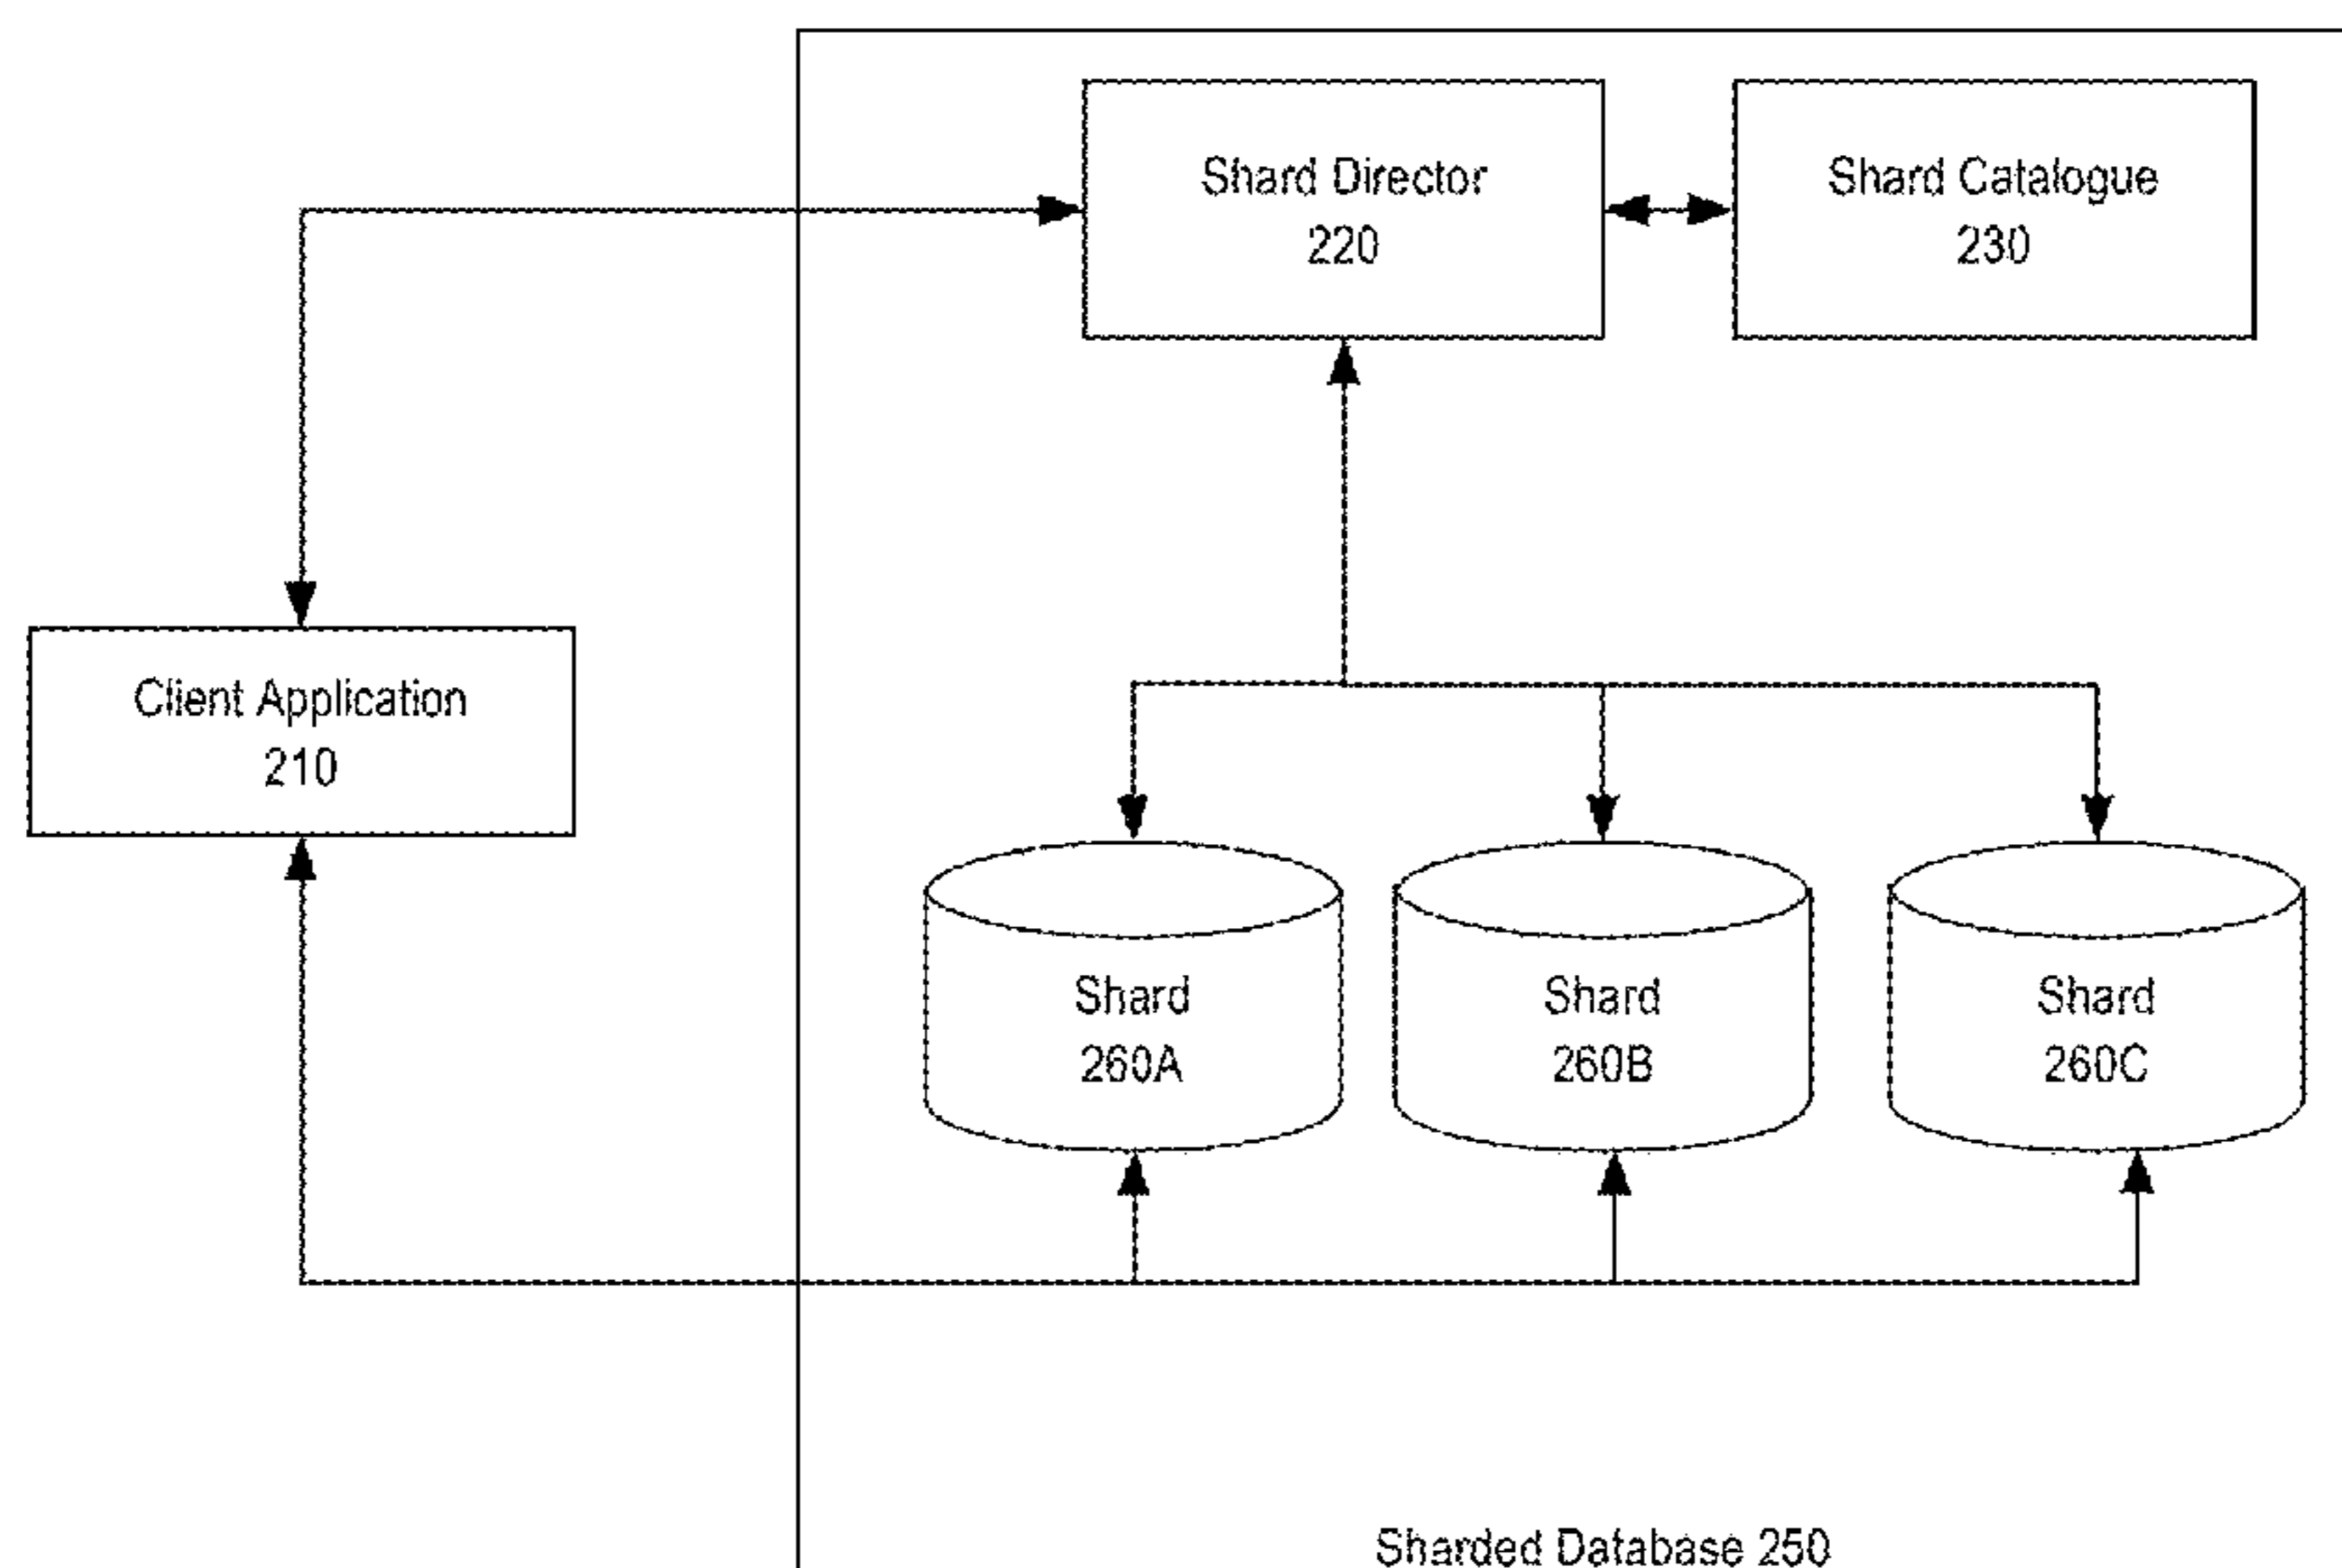 Shard Director
220
Shard Catalogue
230
Client Application
210
Shard
260A
Shard
260B
Shard
260C
Sharded Database 250